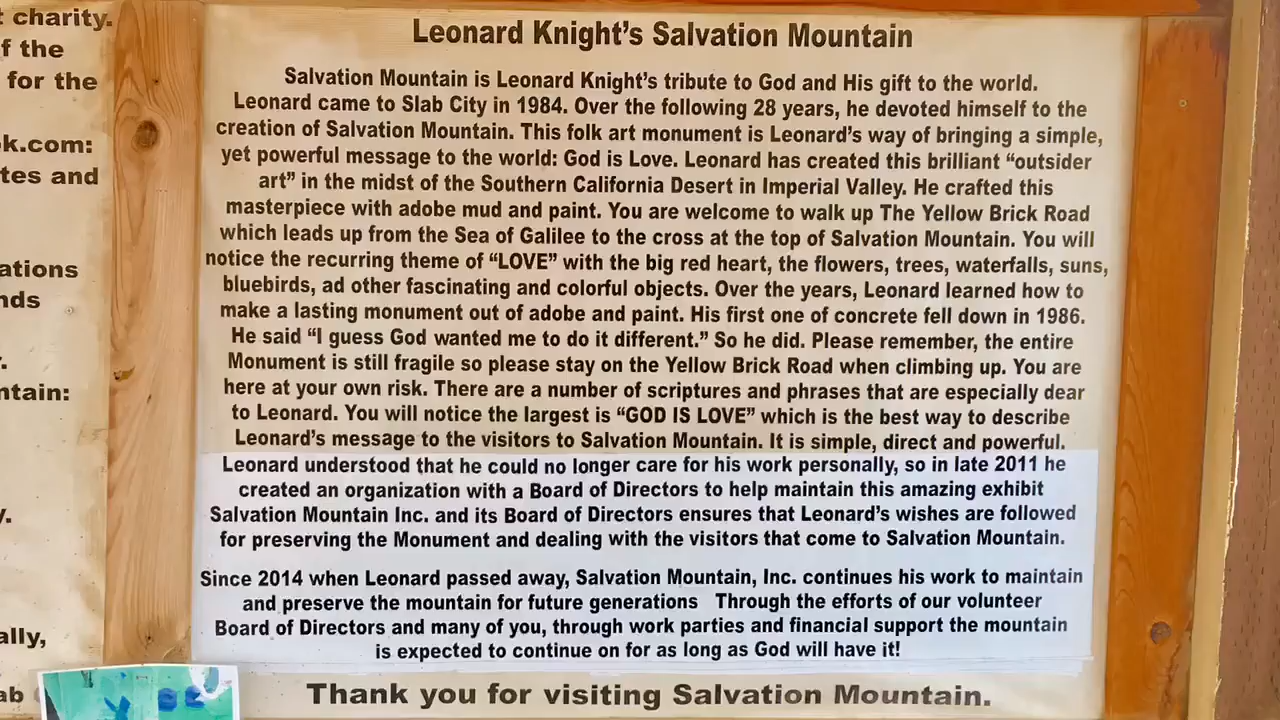 t charity.
f the
for the
k.com:
tes and
ations
nds
r.
ntain:
y.
ally,
ab
Leonard Knight's Salvation Mountain
Salvation Mountain is Leonard Knight's tribute to God and His gift to the world.
Leonard came to Slab City in 1984. Over the following 28 years, he devoted himself to the
creation of Salvation Mountain. This folk art monument is Leonard's way of bringing a simple,
yet powerful message to the world: God is Love. Leonard has created this brilliant “outsider
art” in the midst of the Southern California Desert in Imperial Valley. He crafted this
masterpiece with adobe mud and paint. You are welcome to walk up The Yellow Brick Road
which leads up from the Sea of Galilee to the cross at the top of Salvation Mountain. You will
notice the recurring theme of “LOVE” with the big red heart, the flowers, trees, waterfalls, suns,
bluebirds, ad other fascinating and colorful objects. Over the years, Leonard learned how to
make a lasting monument out of adobe and paint. His first one of concrete fell down in 1986.
He said “I guess God wanted me to do it different.” So he did. Please remember, the entire
Monument is still fragile so please stay on the Yellow Brick Road when climbing up. You are
here at your own risk. There are a number of scriptures and phrases that are especially dear
to Leonard. You will notice the largest is “GOD IS LOVE” which is the best way to describe
Leonard's message to the visitors to Salvation Mountain. It is simple, direct and powerful.
Leonard understood that he could no longer care for his work personally, so in late 2011 he
created an organization with a Board of Directors to help maintain this amazing exhibit
Salvation Mountain Inc. and its Board of Directors ensures that Leonard's wishes are followed
for preserving the Monument and dealing with the visitors that come to Salvation Mountain.
Since 2014 when Leonard passed away, Salvation Mountain, Inc. continues his work to maintain
and preserve the mountain for future generations Through the efforts of our volunteer
Board of Directors and many of you, through work parties and financial support the mountain
is expected to continue on for as long as God will have it!
Thank you for visiting Salvation Mountain.